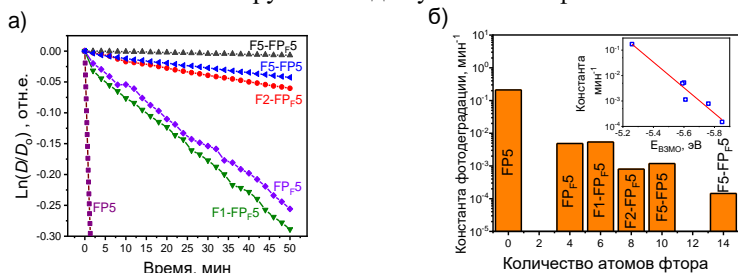 а)
Ln(D/D₀), отн.е.
0.00
-0.05
-0.10
-0.15
-0.20
-0.25
-0.30
F5-FP_F5
F5-FP5
F2-FP_F5
FP_F5
F1-FP_F5
FP5
0 5 10 15 20 25 30 35 40 45 50
Время, мин
б)
Константа фотодеградации, мин⁻¹
10¹
10⁰
10⁻¹
10⁻²
10⁻³
10⁻⁴
10⁻⁵
FP5
FP_F5
F1-FP_F5
F2-FP_F5
F5-FP5
F5-FP_F5
0 2 4 6 8 10 12 14
Количество атомов фтора
Константа
мин⁻¹
10⁻¹
10⁻²
10⁻³
10⁻⁴
-5.2 -5.4 -5.6 -5.8
E_ВЗМО, эВ